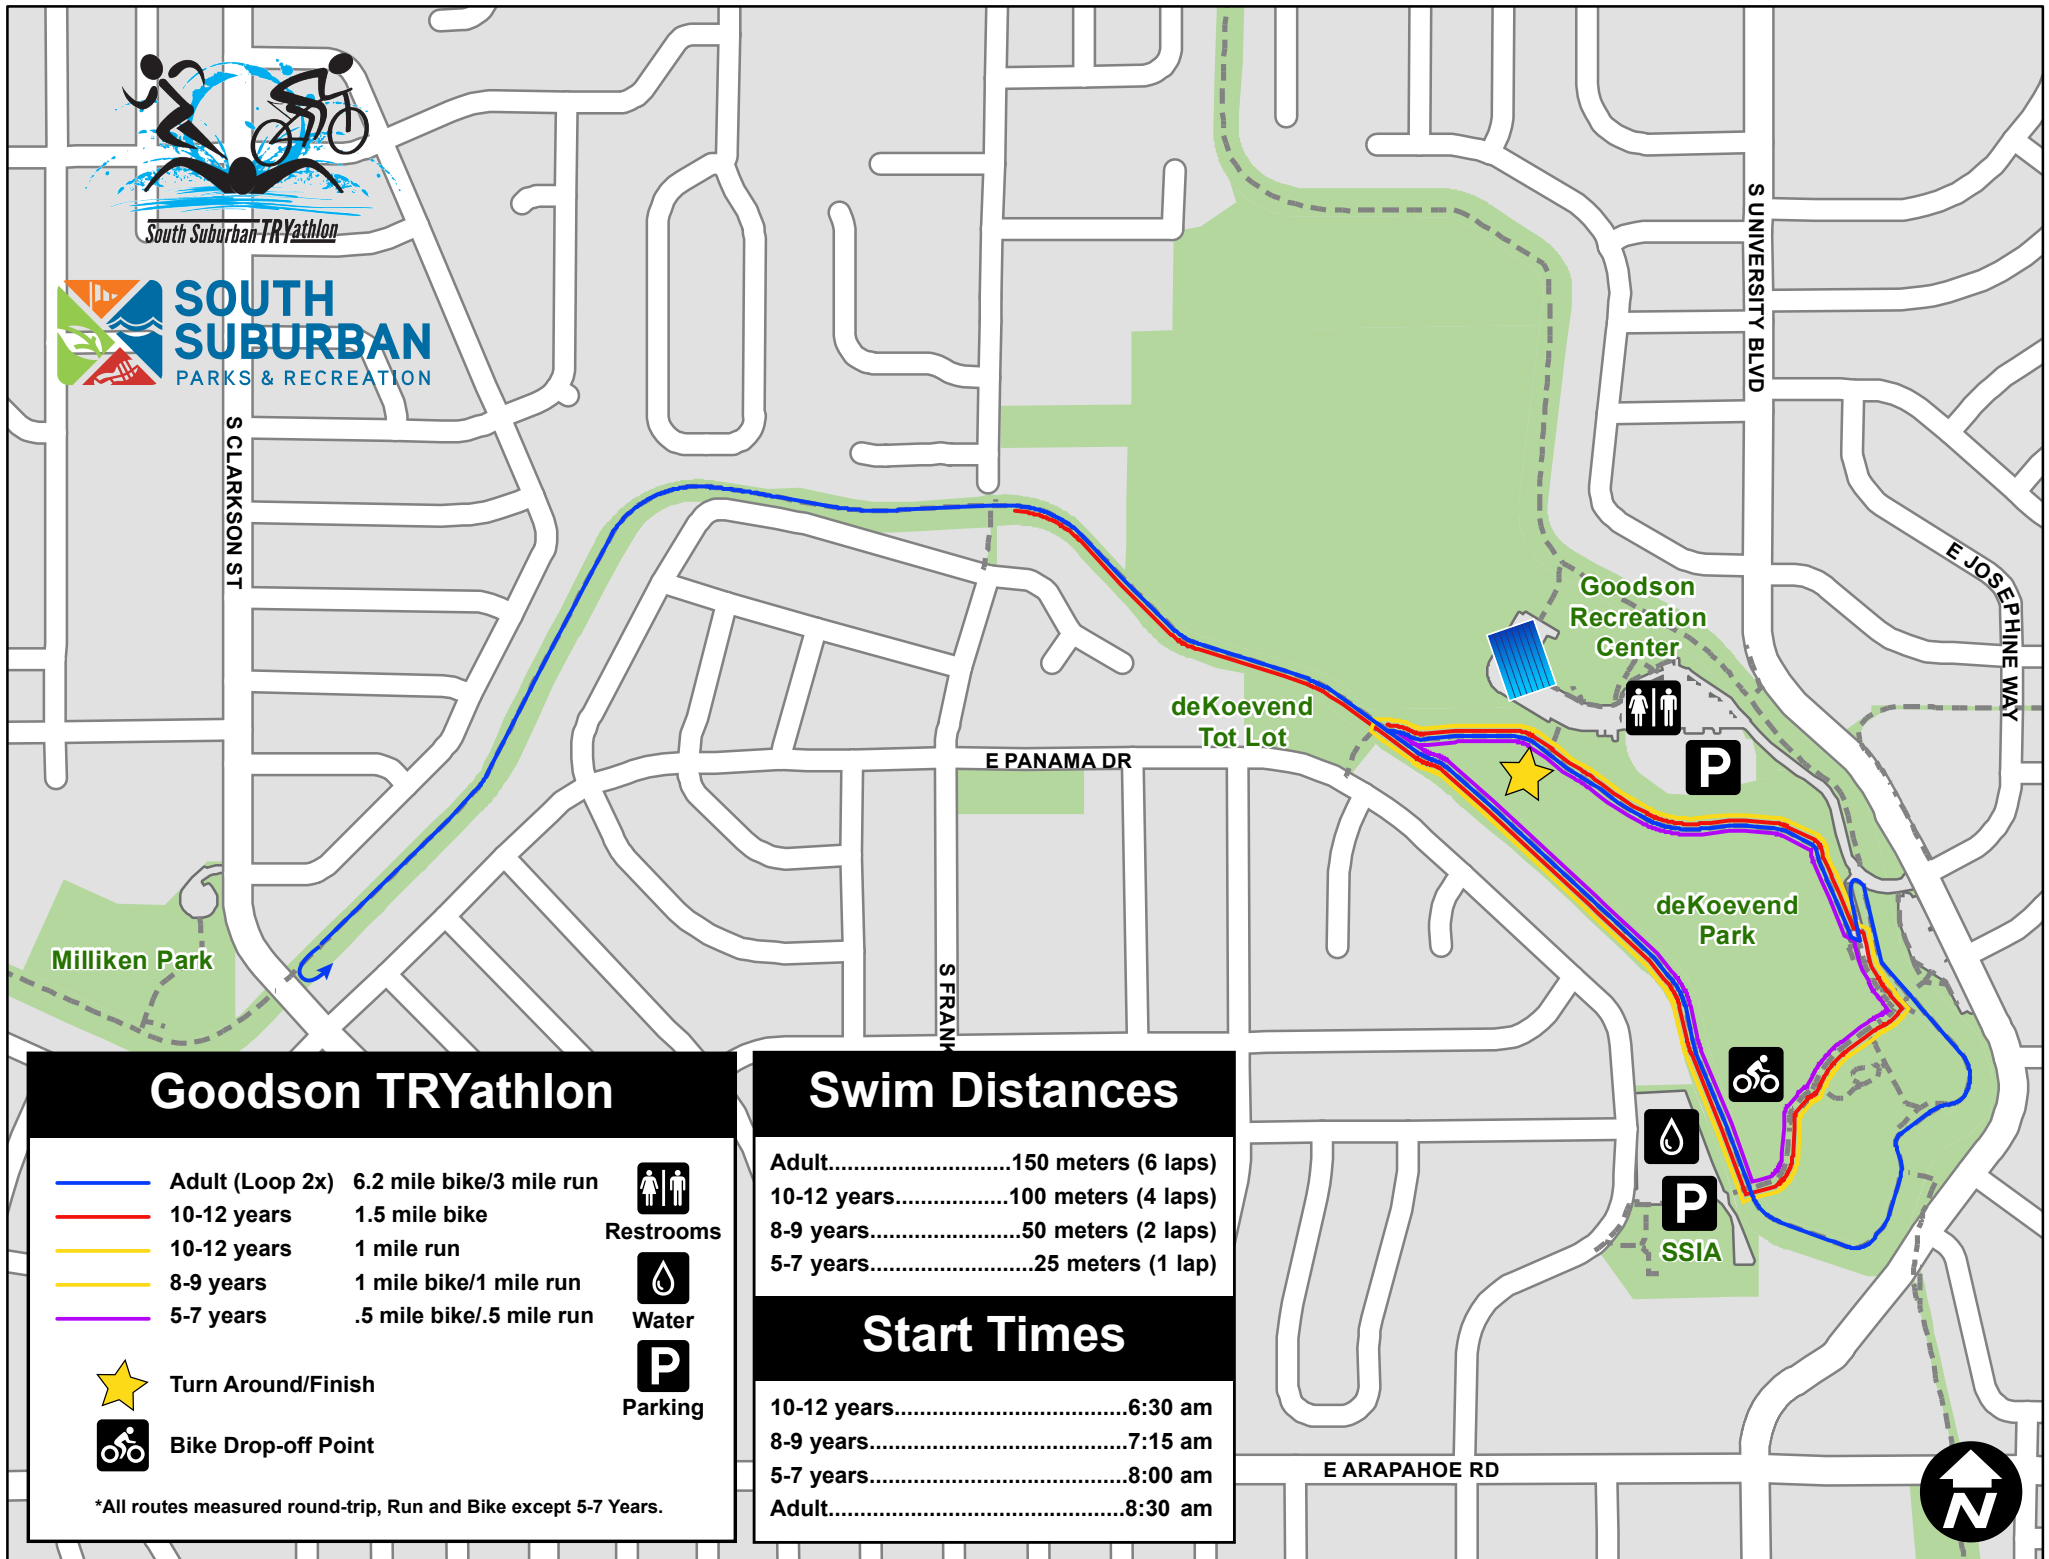 South Suburban TRYathlon
SOUTH
SUBURBAN
PARKS & RECREATION
S CLARKSON ST
S UNIVERSITY BLVD
E JOSEPHINE WAY
Goodson
Recreation
Center
deKoevend
Tot Lot
E PANAMA DR
P
deKoevend
Park
Milliken Park
S FRANK
P
SSIA
E ARAPAHOE RD
N
Goodson TRYathlon
Adult (Loop 2x) 6.2 mile bike/3 mile run
10-12 years 1.5 mile bike
10-12 years 1 mile run
8-9 years 1 mile bike/1 mile run
5-7 years .5 mile bike/.5 mile run
Restrooms
Water
P
Parking
Turn Around/Finish
Bike Drop-off Point
*All routes measured round-trip, Run and Bike except 5-7 Years.
Swim Distances
Adult.............................150 meters (6 laps)
10-12 years..................100 meters (4 laps)
8-9 years........................50 meters (2 laps)
5-7 years..........................25 meters (1 lap)
Start Times
10-12 years.....................................6:30 am
8-9 years.........................................7:15 am
5-7 years.........................................8:00 am
Adult...............................................8:30 am